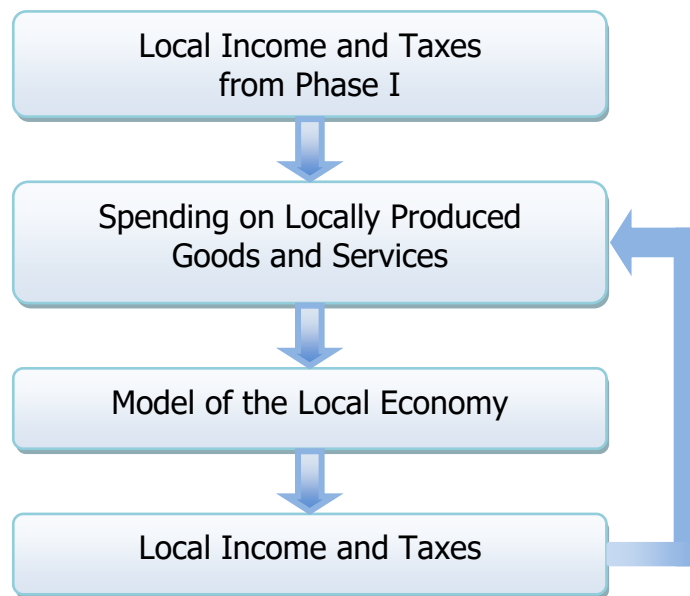 Local Income and Taxes
from Phase I
Spending on Locally Produced
Goods and Services
Model of the Local Economy
Local Income and Taxes